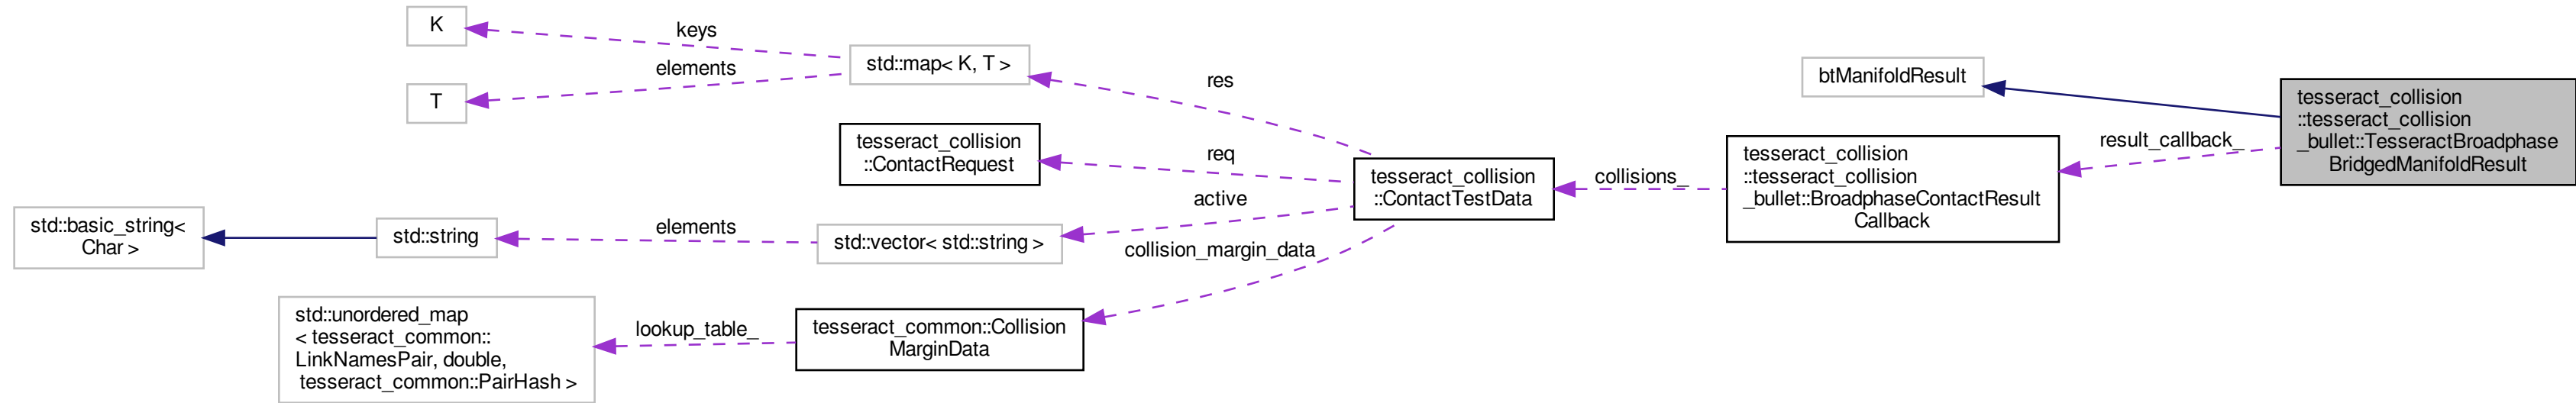 K
keys
std::map< K, T >
elements
T
res
btManifoldResult
tesseract_collision
::tesseract_collision
_bullet::TesseractBroadphase
BridgedManifoldResult
result_callback_
tesseract_collision
::tesseract_collision
_bullet::BroadphaseContactResult
Callback
collisions_
tesseract_collision
::ContactTestData
req
tesseract_collision
::ContactRequest
active
std::vector< std::string >
elements
std::string
std::basic_string<
Char >
collision_margin_data
tesseract_common::Collision
MarginData
lookup_table_
std::unordered_map
< tesseract_common::
LinkNamesPair, double,
tesseract_common::PairHash >